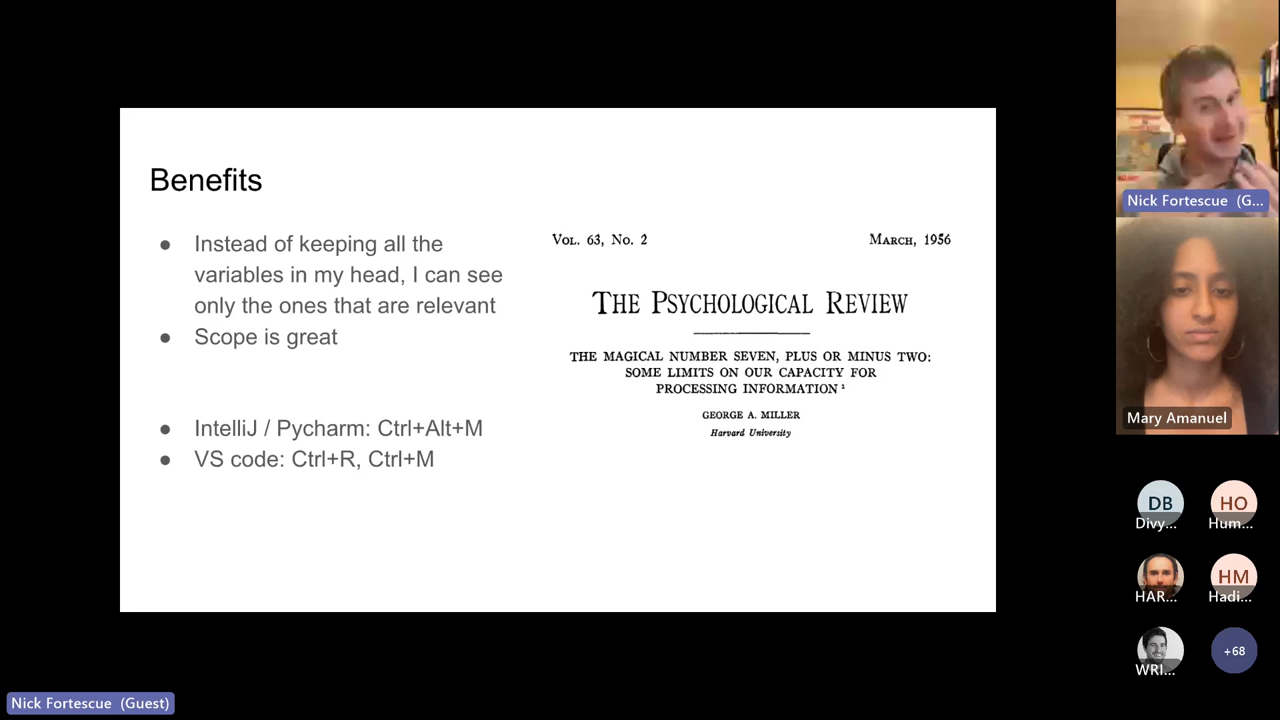 Benefits
● Instead of keeping all the
variables in my head, I can see
only the ones that are relevant
● Scope is great
● IntelliJ / Pycharm: Ctrl+Alt+M
● VS code: Ctrl+R, Ctrl+M
Vol. 63, No. 2 March, 1956
The Psychological Review
THE MAGICAL NUMBER SEVEN, PLUS OR MINUS TWO:
SOME LIMITS ON OUR CAPACITY FOR
PROCESSING INFORMATION ¹
GEORGE A. MILLER
Harvard University
Nick Fortescue (G...
Mary Amanuel
DB HO
Divy... Hum...
HM
HAR... Hadi...
+68
WRI...
Nick Fortescue (Guest)